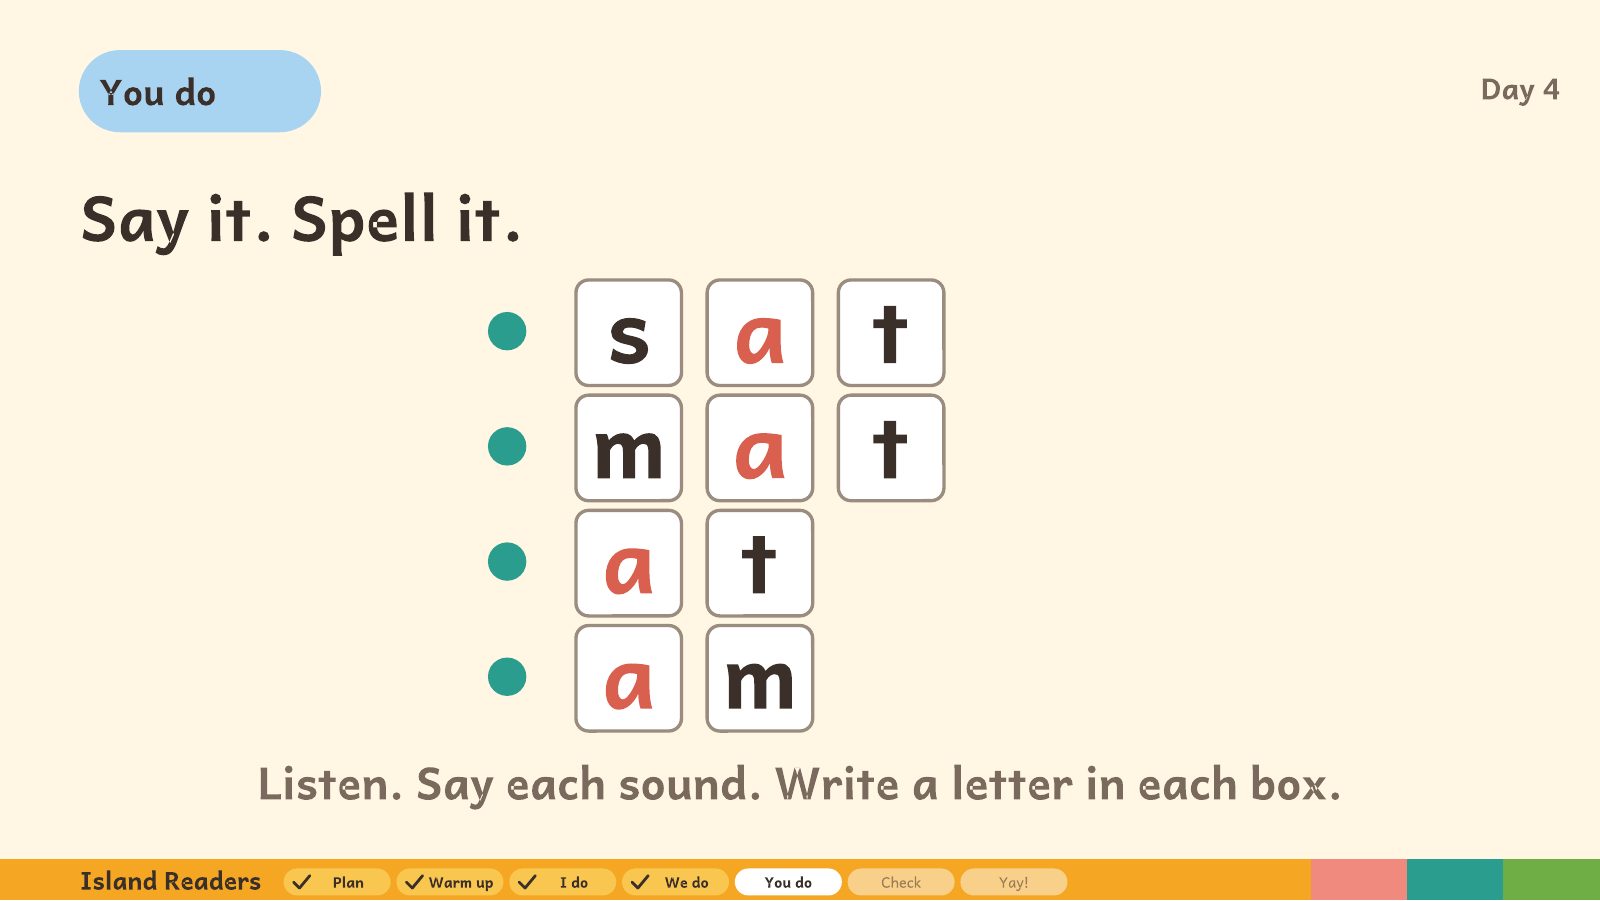 You do
Day 4
Say it. Spell it.
s a t
m a t
a t
a m
Listen. Say each sound. Write a letter in each box.
Island Readers Plan Warm up I do We do You do Check Yay!